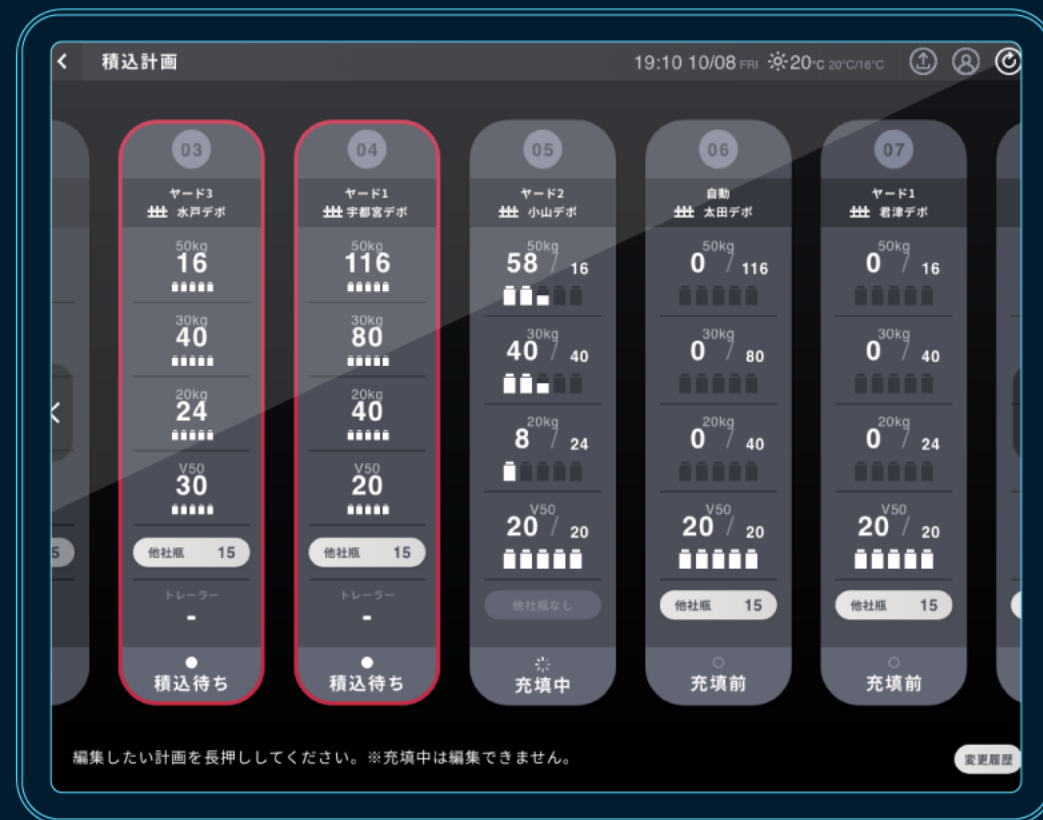 積込計画
19:10 10/08 FRI 20°C 20°C/16°C
03
ヤード3
水戸デポ
50kg
16
30kg
40
20kg
24
V50
30
他社瓶 15
トレーラー
-
積込待ち
04
ヤード1
宇都宮デポ
50kg
116
30kg
80
20kg
40
V50
20
他社瓶 15
トレーラー
-
積込待ち
05
ヤード2
小山デポ
50kg
58 / 16
30kg
40 / 40
20kg
8 / 24
V50
20 / 20
他社瓶なし
充填中
06
自動
太田デポ
50kg
0 / 116
30kg
0 / 80
20kg
0 / 40
V50
20 / 20
他社瓶 15
充填前
07
ヤード1
君津デポ
50kg
0 / 16
30kg
0 / 40
20kg
0 / 24
V50
20 / 20
他社瓶 15
充填前
5
編集したい計画を長押ししてください。※充填中は編集できません。
変更履歴